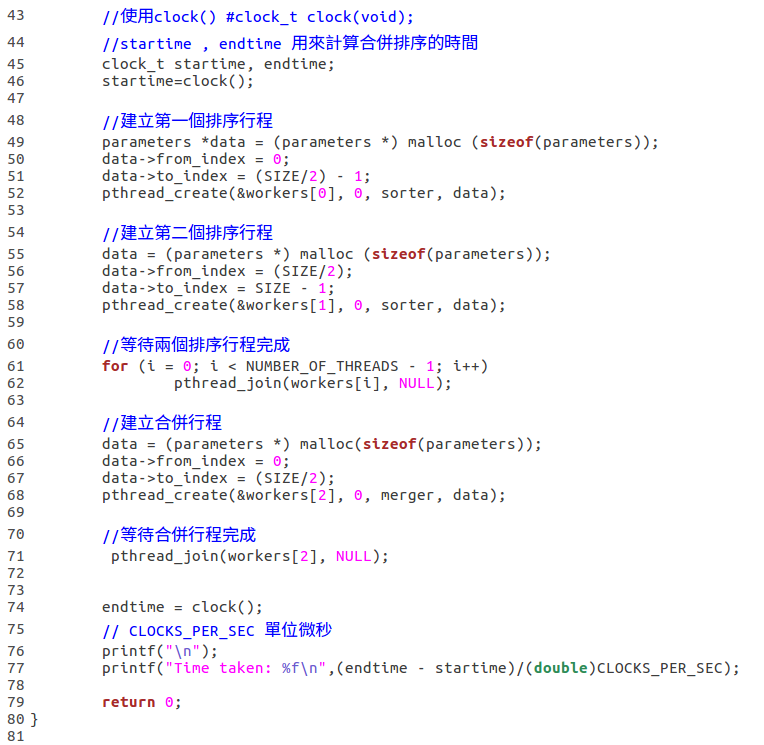 43 //使用clock() #clock_t clock(void);
44 //startime , endtime 用來計算合併排序的時間
45 clock_t startime, endtime;
46 startime=clock();
47
48 //建立第一個排序行程
49 parameters *data = (parameters *) malloc (sizeof(parameters));
50 data->from_index = 0;
51 data->to_index = (SIZE/2) - 1;
52 pthread_create(&workers[0], 0, sorter, data);
53
54 //建立第二個排序行程
55 data = (parameters *) malloc (sizeof(parameters));
56 data->from_index = (SIZE/2);
57 data->to_index = SIZE - 1;
58 pthread_create(&workers[1], 0, sorter, data);
59
60 //等待兩個排序行程完成
61 for (i = 0; i < NUMBER_OF_THREADS - 1; i++)
62 pthread_join(workers[i], NULL);
63
64 //建立合併行程
65 data = (parameters *) malloc(sizeof(parameters));
66 data->from_index = 0;
67 data->to_index = (SIZE/2);
68 pthread_create(&workers[2], 0, merger, data);
69
70 //等待合併行程完成
71 pthread_join(workers[2], NULL);
72
73
74 endtime = clock();
75 // CLOCKS_PER_SEC 單位微秒
76 printf("\n");
77 printf("Time taken: %f\n",(endtime - startime)/(double)CLOCKS_PER_SEC);
78
79 return 0;
80 }
81